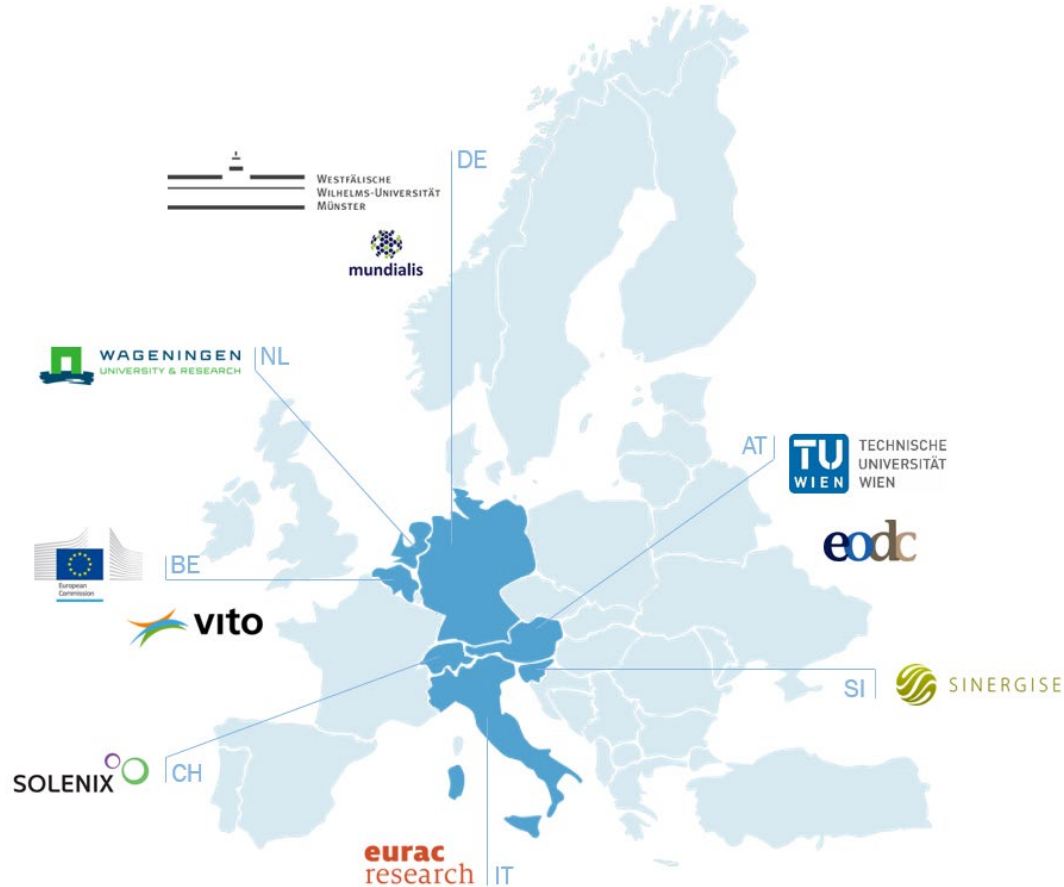 DE
WESTFÄLISCHE
WILHELMS-UNIVERSITÄT
MÜNSTER
mundialis
WAGENINGEN
UNIVERSITY & RESEARCH
NL
AT
TU
WIEN
TECHNISCHE
UNIVERSITÄT
WIEN
eodc
BE
European
Commission
vito
SI
SINERGISE
SOLENIX
CH
eurac
research
IT